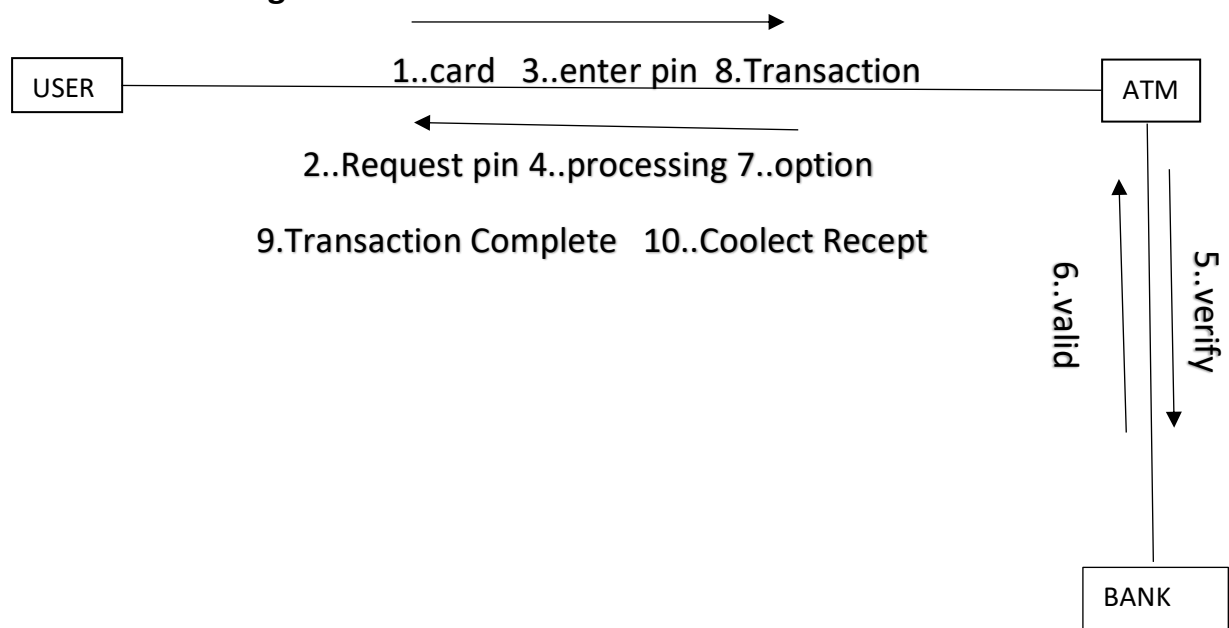 USER
1..card 3..enter pin 8.Transaction
ATM
2..Request pin 4..processing 7..option
9.Transaction Complete 10..Coolect Recept
6..valid
5..verify
BANK